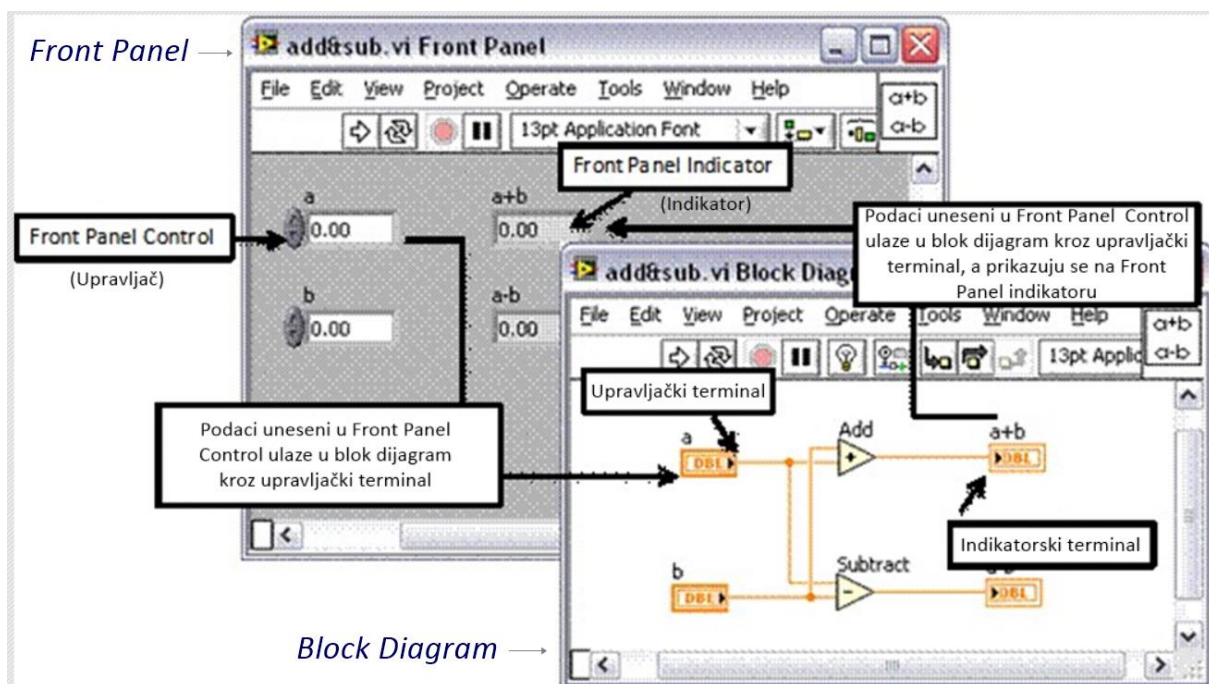 Front Panel
add&sub.vi Front Panel
File Edit View Project Operate Tools Window Help
a+b
a-b
13pt Application Font
Front Panel Indicator
(Indikator)
a
0.00
a+b
0.00
Front Panel Control
(Upravljač)
b
0.00
a-b
0.00
Podaci uneseni u Front Panel Control
ulaze u blok dijagram kroz upravljački
terminal, a prikazuju se na Front
Panel indikatoru
add&sub.vi Block Diag
File Edit View Project Operate Tools Window Help
a+b
a-b
13pt Applic
Upravljački terminal
Podaci uneseni u Front Panel
Control ulaze u blok dijagram
kroz upravljački terminal
a
DBL
Add
+
a+b
DBL
Indikatorski terminal
b
DBL
Subtract
-
DBL
Block Diagram